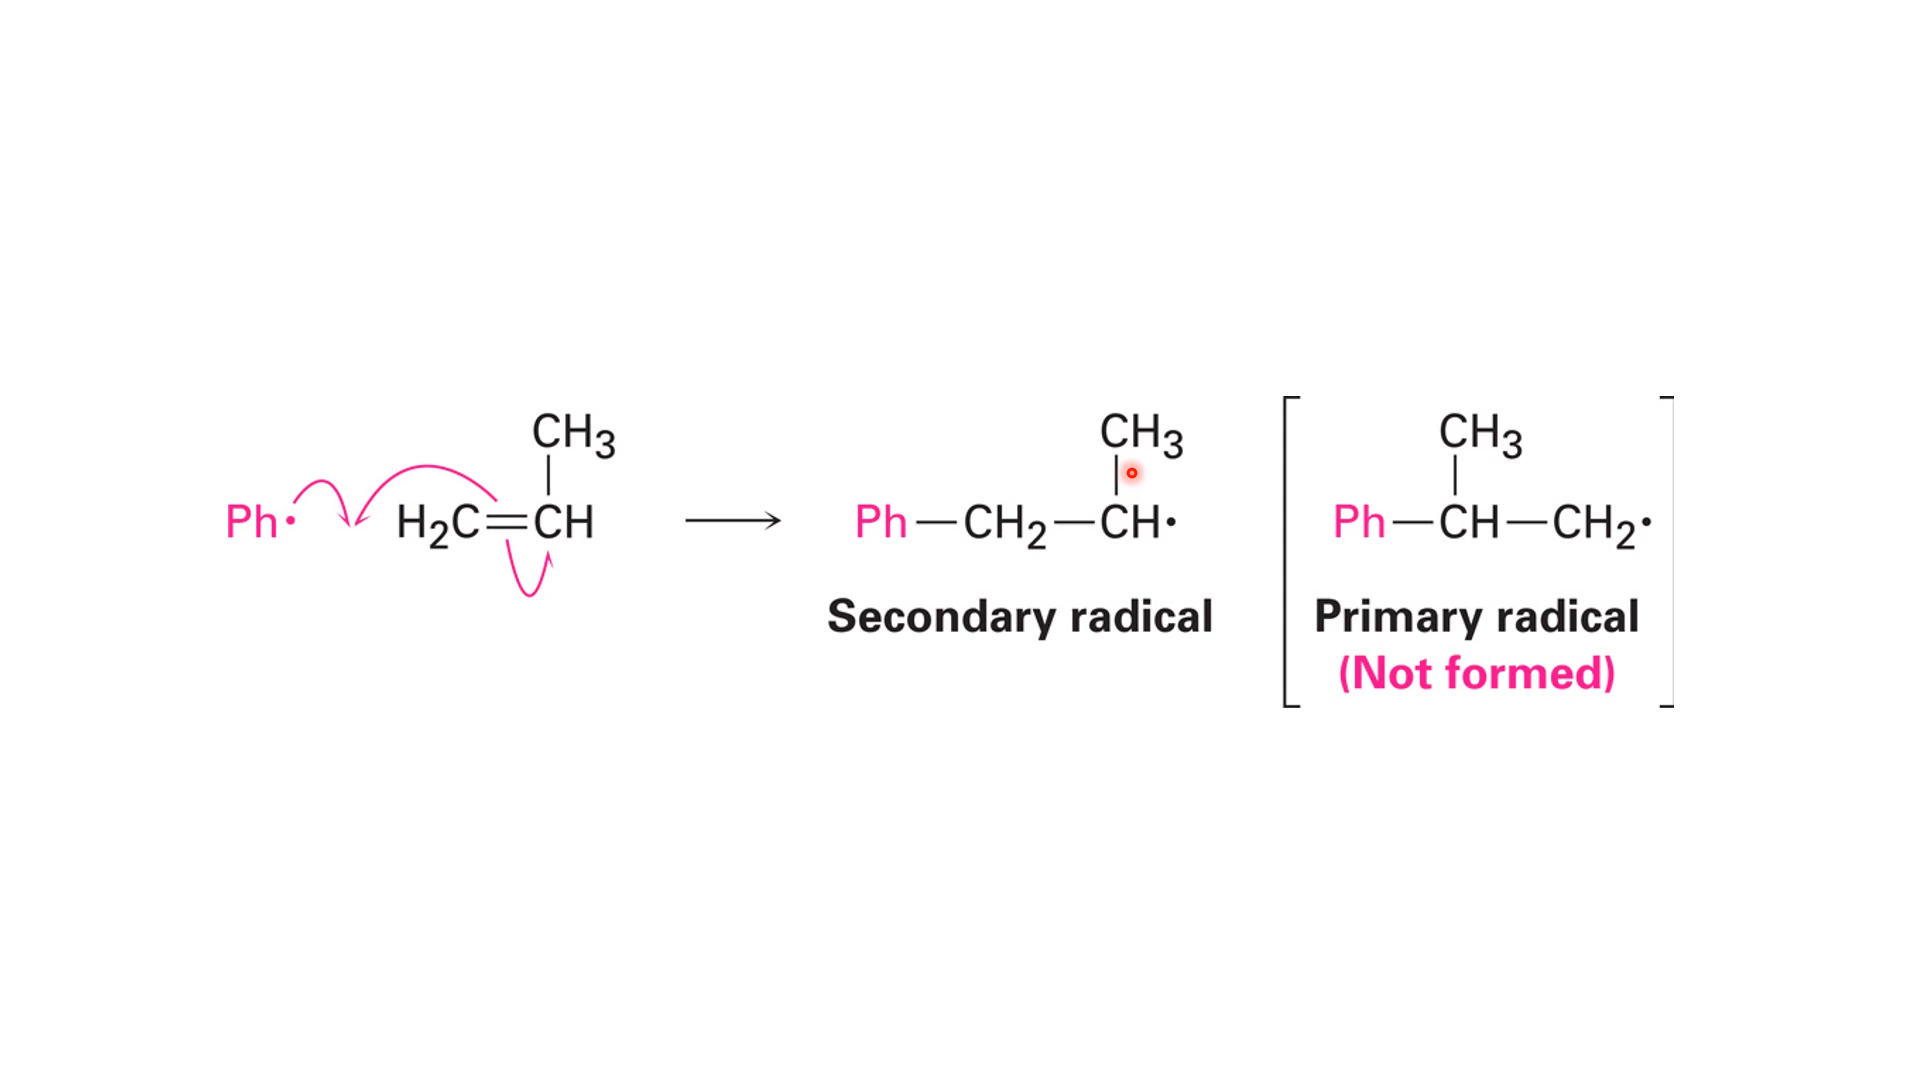 CH₃ CH₃ CH₃
Ph· H₂C=CH → Ph—CH₂—CH· Ph—CH—CH₂·
Secondary radical Primary radical
(Not formed)